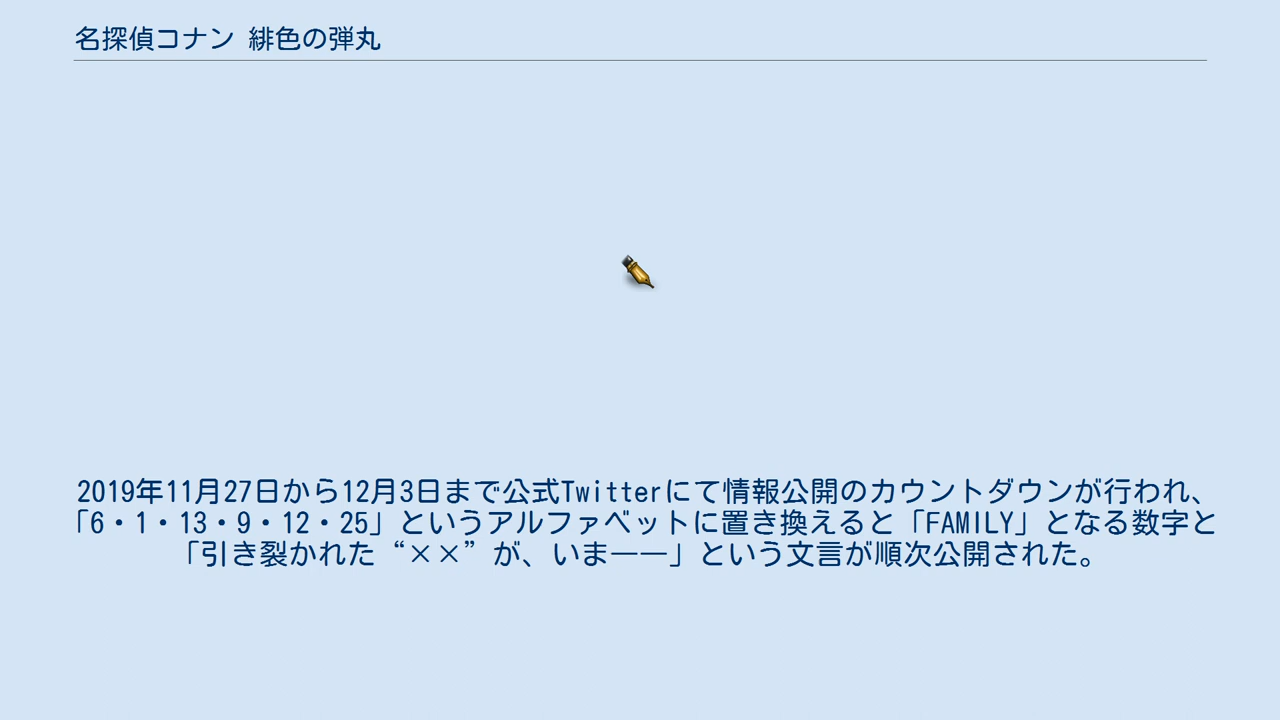 名探偵コナン 緋色の弾丸
2019年11月27日から12月3日まで公式Twitterにて情報公開のカウントダウンが行われ、
「6・1・13・9・12・25」というアルファベットに置き換えると「FAMILY」となる数字と
「引き裂かれた“××”が、いま――」という文言が順次公開された。